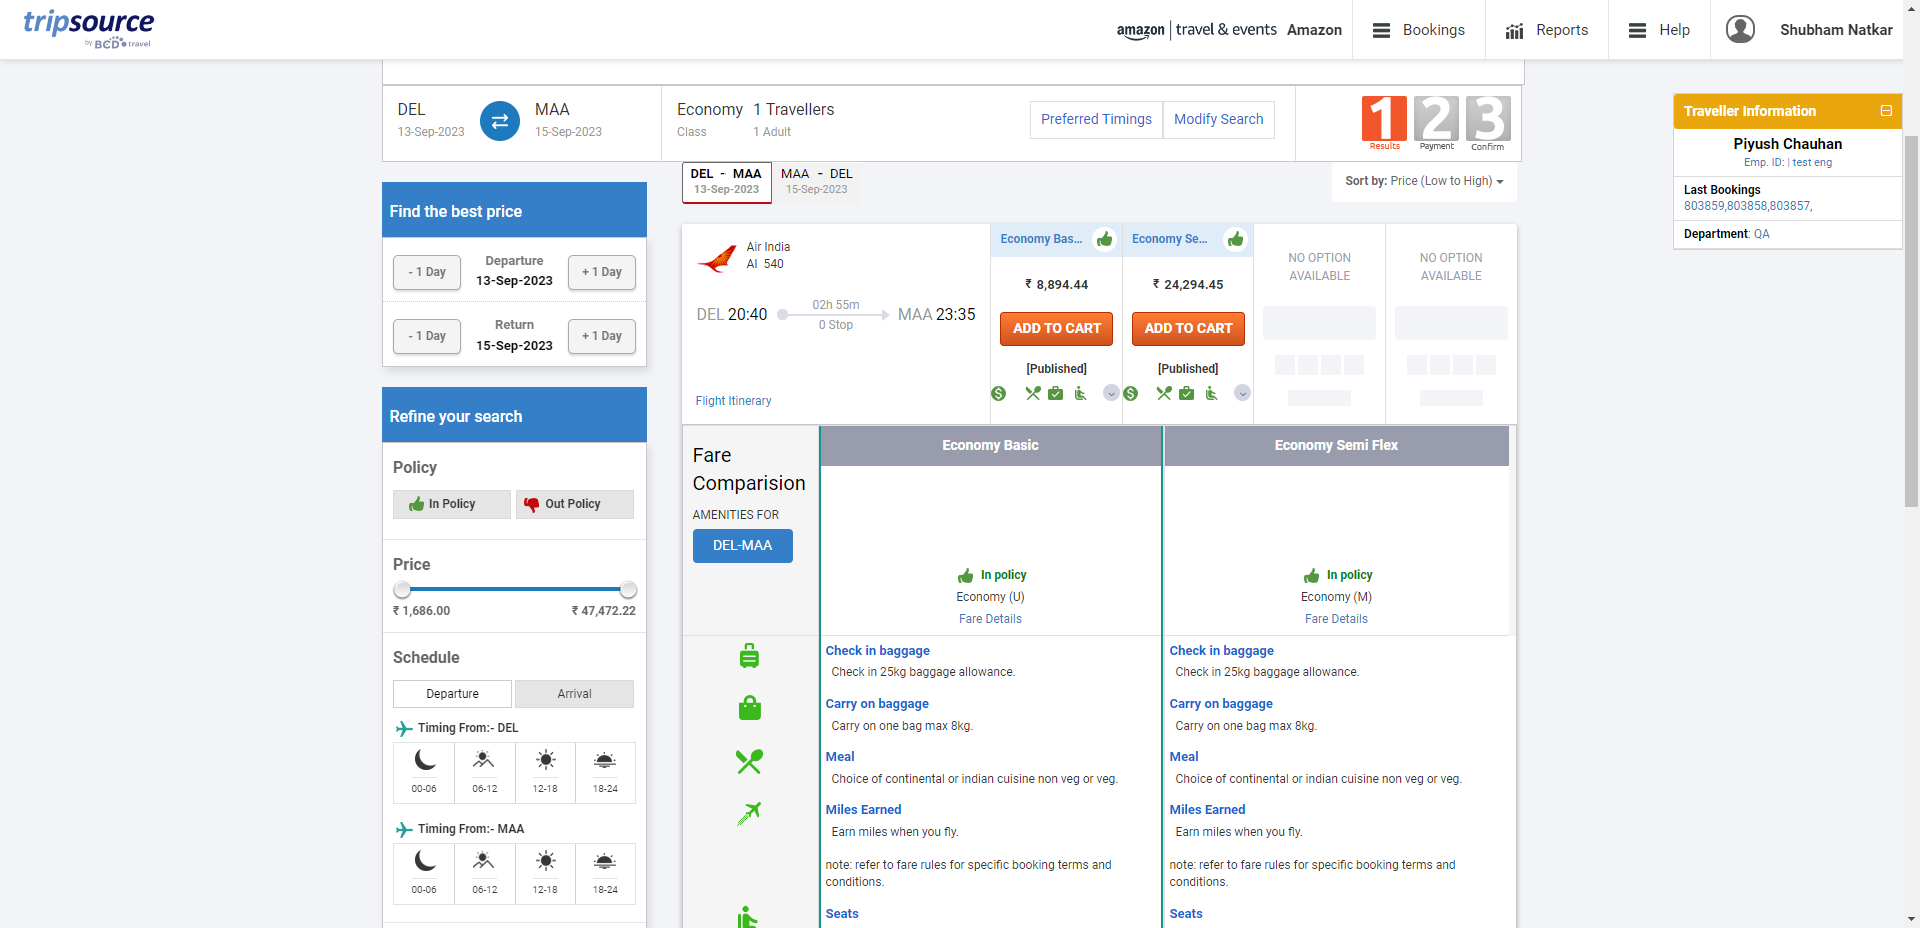 tripsource
by BCD travel
amazon | travel & events Amazon
Bookings
Reports
Help
Shubham Natkar
DEL
13-Sep-2023
MAA
15-Sep-2023
Economy
Class
1 Travellers
1 Adult
Preferred Timings
Modify Search
1
Results
2
Payment
3
Confirm
Traveller Information
Piyush Chauhan
Emp. ID: | test eng
Last Bookings
803859,803858,803857,
Department: QA
Find the best price
- 1 Day
Departure
13-Sep-2023
+ 1 Day
- 1 Day
Return
15-Sep-2023
+ 1 Day
Refine your search
Policy
In Policy
Out Policy
Price
₹ 1,686.00
₹ 47,472.22
Schedule
Departure
Arrival
Timing From:- DEL
00-06
06-12
12-18
18-24
Timing From:- MAA
00-06
06-12
12-18
18-24
DEL - MAA
13-Sep-2023
MAA - DEL
15-Sep-2023
Sort by: Price (Low to High)
Air India
AI 540
DEL 20:40
02h 55m
0 Stop
MAA 23:35
Flight Itinerary
Economy Bas...
₹ 8,894.44
ADD TO CART
[Published]
Economy Se...
₹ 24,294.45
ADD TO CART
[Published]
NO OPTION
AVAILABLE
NO OPTION
AVAILABLE
Fare
Comparision
AMENITIES FOR
DEL-MAA
Economy Basic
In policy
Economy (U)
Fare Details
Check in baggage
Check in 25kg baggage allowance.
Carry on baggage
Carry on one bag max 8kg.
Meal
Choice of continental or indian cuisine non veg or veg.
Miles Earned
Earn miles when you fly.
note: refer to fare rules for specific booking terms and
conditions.
Seats
Economy Semi Flex
In policy
Economy (M)
Fare Details
Check in baggage
Check in 25kg baggage allowance.
Carry on baggage
Carry on one bag max 8kg.
Meal
Choice of continental or indian cuisine non veg or veg.
Miles Earned
Earn miles when you fly.
note: refer to fare rules for specific booking terms and
conditions.
Seats